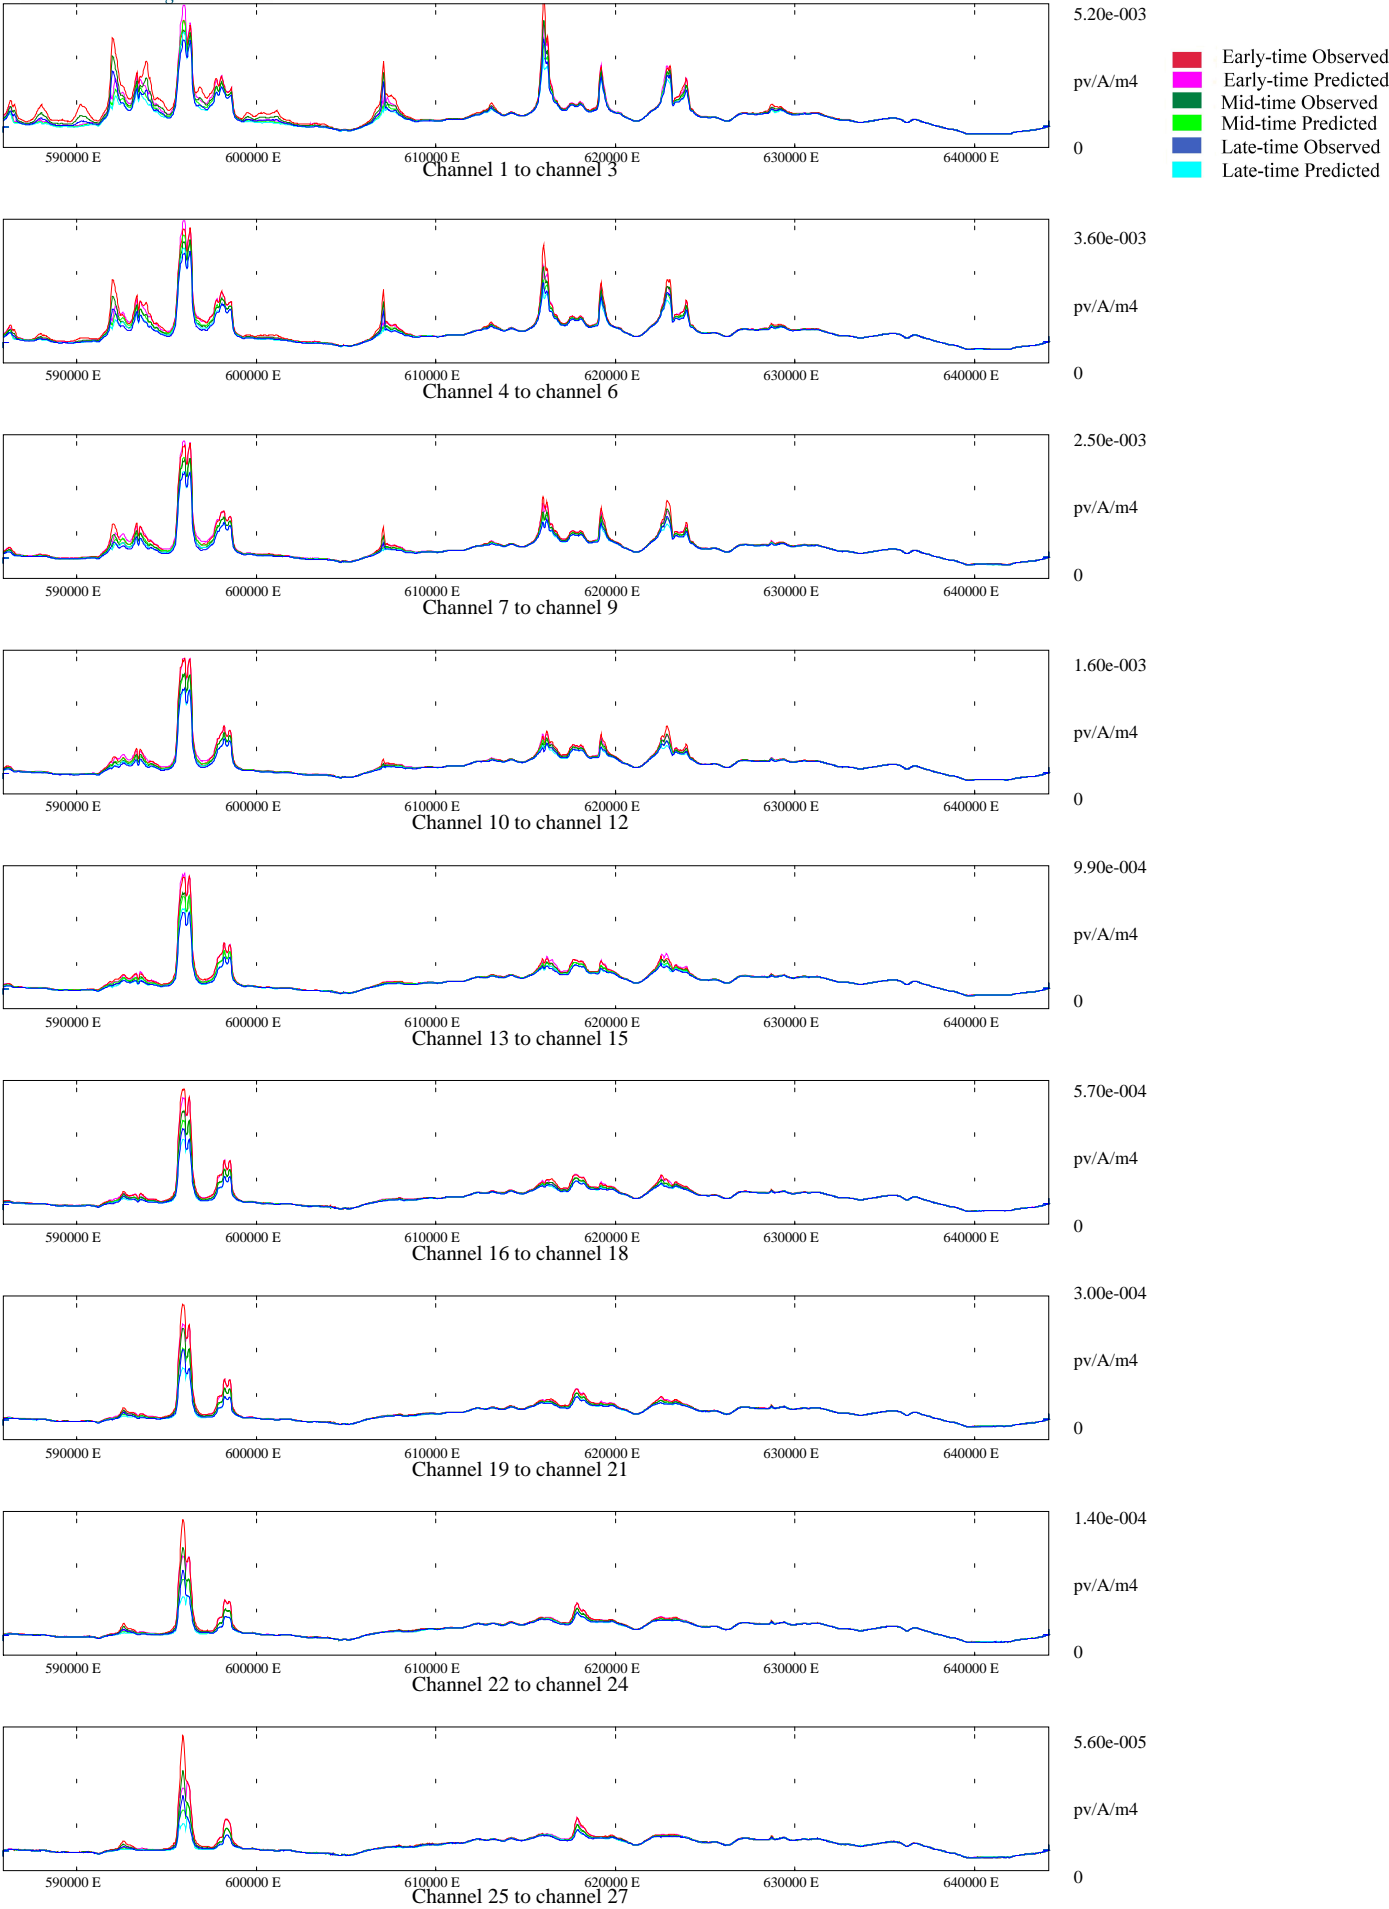 5.20e-003
pv/A/m4
0
Early-time Observed
Early-time Predicted
Mid-time Observed
Mid-time Predicted
Late-time Observed
Late-time Predicted
590000 E 600000 E 610000 E 620000 E 630000 E 640000 E
Channel 1 to channel 3
3.60e-003
pv/A/m4
0
590000 E 600000 E 610000 E 620000 E 630000 E 640000 E
Channel 4 to channel 6
2.50e-003
pv/A/m4
0
590000 E 600000 E 610000 E 620000 E 630000 E 640000 E
Channel 7 to channel 9
1.60e-003
pv/A/m4
0
590000 E 600000 E 610000 E 620000 E 630000 E 640000 E
Channel 10 to channel 12
9.90e-004
pv/A/m4
0
590000 E 600000 E 610000 E 620000 E 630000 E 640000 E
Channel 13 to channel 15
5.70e-004
pv/A/m4
0
590000 E 600000 E 610000 E 620000 E 630000 E 640000 E
Channel 16 to channel 18
3.00e-004
pv/A/m4
0
590000 E 600000 E 610000 E 620000 E 630000 E 640000 E
Channel 19 to channel 21
1.40e-004
pv/A/m4
0
590000 E 600000 E 610000 E 620000 E 630000 E 640000 E
Channel 22 to channel 24
5.60e-005
pv/A/m4
0
590000 E 600000 E 610000 E 620000 E 630000 E 640000 E
Channel 25 to channel 27